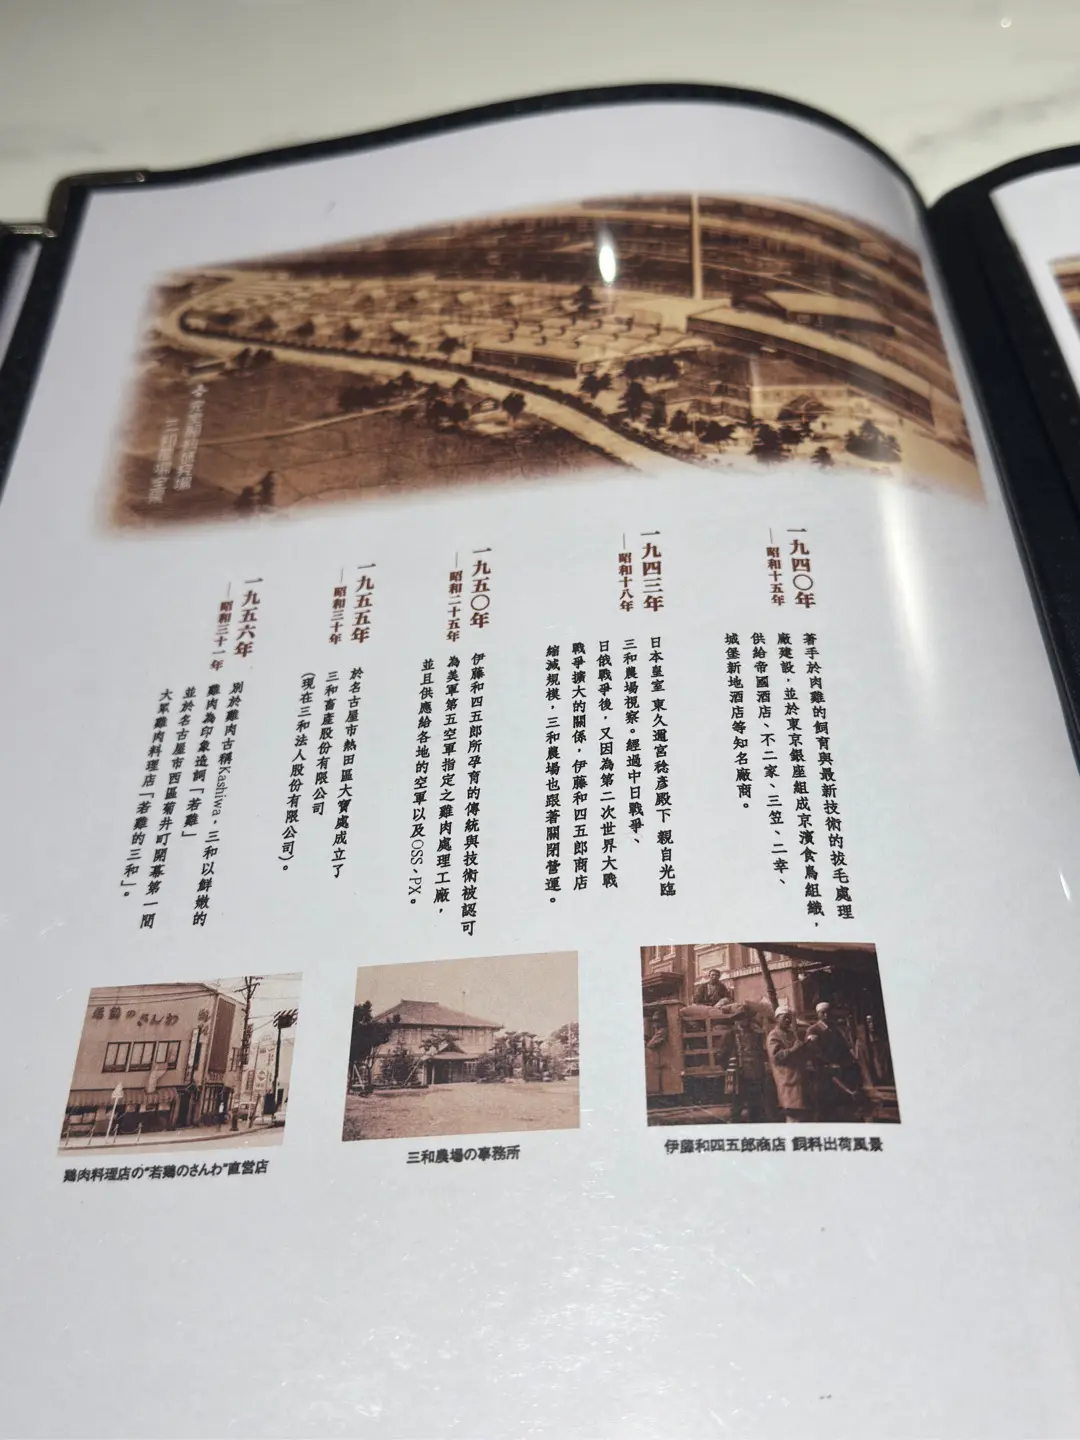 三和農場全景
一九四〇年
──昭和十五年
著手於肉雞的飼育與最新技術的拔毛處理
廠建設，並於東京銀座組成京濱食鳥組織，
供給帝國酒店、不二家、三笠、二幸、
城堡新地酒店等知名廠商。
一九四三年
──昭和十八年
日本皇室 東久邇宮稔彦殿下 親自光臨
三和農場視察。經過中日戰爭、
日俄戰爭後，又因為第二次世界大戰
戰爭擴大的關係，伊藤和四五郎商店
縮減規模，三和農場也跟著關閉營運。
一九五〇年
──昭和二十五年
伊藤和四五郎所孕育的傳統與技術被認可
為美軍第五空軍指定之雞肉處理工廠，
並且供應給各地的空軍以及OSS、PX。
一九五五年
──昭和三十年
於名古屋市熱田區大寶處成立了
三和畜產股份有限公司
（現在三和法人股份有限公司）。
一九五六年
──昭和三十一年
別於雞肉古稱Kashiwa，三和以鮮嫩的
雞肉為印象造詞「若雞」
並於名古屋市西區菊井町開幕第一間
大眾雞肉料理店「若雞的三和」。
若鶏のさんわ
鶏肉料理店の"若鶏のさんわ"直営店
三和農場の事務所
伊藤和四五郎商店 飼料出荷風景